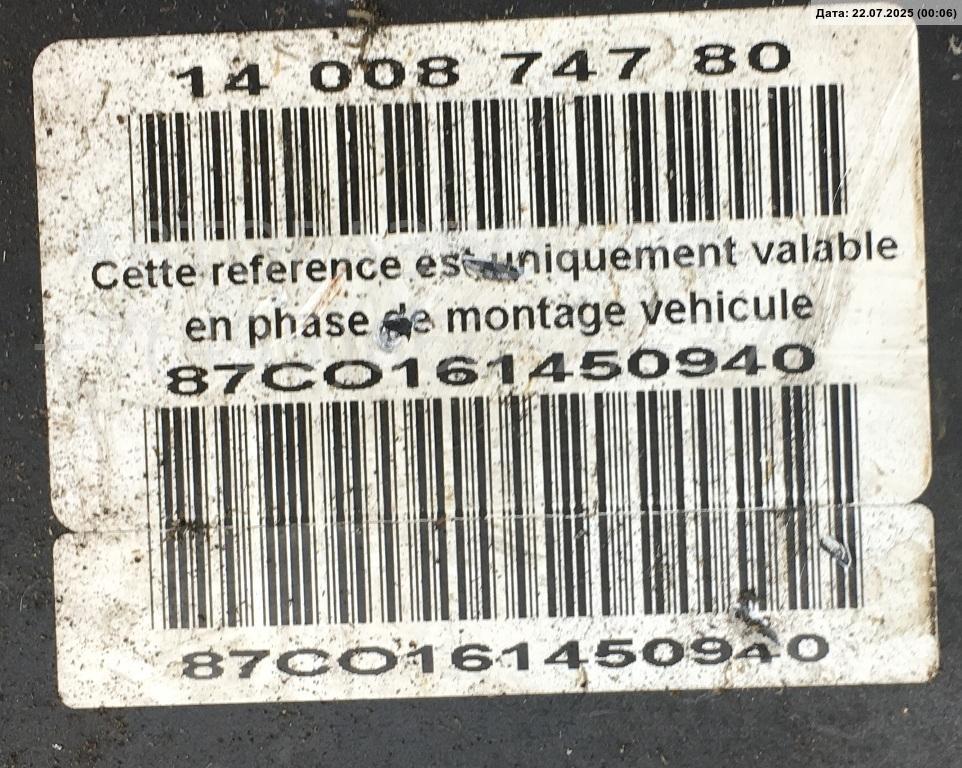 Дата: 22.07.2025 (00:06)
14 008 747 80
Cette reference est uniquement valable
en phase de montage vehicule
87CO161450940
87CO161450940